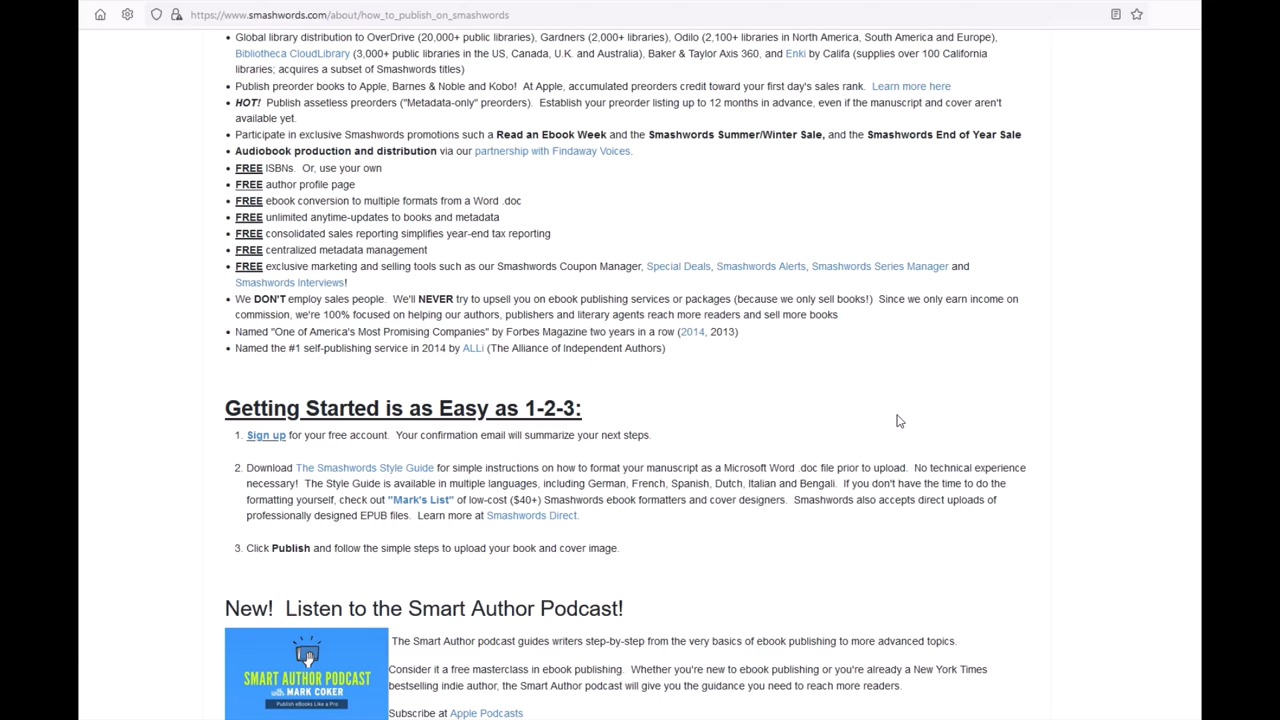 https://www.smashwords.com/about/how_to_publish_on_smashwords
• Global library distribution to OverDrive (20,000+ public libraries), Gardners (2,000+ libraries), Odilo (2,100+ libraries in North America, South America and Europe),
Bibliotheca CloudLibrary (3,000+ public libraries in the US, Canada, U.K. and Australia), Baker & Taylor Axis 360, and Enki by Califa (supplies over 100 California
libraries; acquires a subset of Smashwords titles)
• Publish preorder books to Apple, Barnes & Noble and Kobo!  At Apple, accumulated preorders credit toward your first day's sales rank.  Learn more here
• HOT!  Publish assetless preorders ("Metadata-only" preorders).  Establish your preorder listing up to 12 months in advance, even if the manuscript and cover aren't
available yet.
• Participate in exclusive Smashwords promotions such a Read an Ebook Week and the Smashwords Summer/Winter Sale, and the Smashwords End of Year Sale
• Audiobook production and distribution via our partnership with Findaway Voices.
• FREE ISBNs.  Or, use your own
• FREE author profile page
• FREE ebook conversion to multiple formats from a Word .doc
• FREE unlimited anytime-updates to books and metadata
• FREE consolidated sales reporting simplifies year-end tax reporting
• FREE centralized metadata management
• FREE exclusive marketing and selling tools such as our Smashwords Coupon Manager, Special Deals, Smashwords Alerts, Smashwords Series Manager and
Smashwords Interviews!
• We DON'T employ sales people.  We'll NEVER try to upsell you on ebook publishing services or packages (because we only sell books!)  Since we only earn income on
commission, we're 100% focused on helping our authors, publishers and literary agents reach more readers and sell more books
• Named "One of America's Most Promising Companies" by Forbes Magazine two years in a row (2014, 2013)
• Named the #1 self-publishing service in 2014 by ALLi (The Alliance of Independent Authors)
Getting Started is as Easy as 1-2-3:
1. Sign up for your free account.  Your confirmation email will summarize your next steps.
2. Download The Smashwords Style Guide for simple instructions on how to format your manuscript as a Microsoft Word .doc file prior to upload.  No technical experience
necessary!  The Style Guide is available in multiple languages, including German, French, Spanish, Dutch, Italian and Bengali.  If you don't have the time to do the
formatting yourself, check out "Mark's List" of low-cost ($40+) Smashwords ebook formatters and cover designers.  Smashwords also accepts direct uploads of
professionally designed EPUB files.  Learn more at Smashwords Direct.
3. Click Publish and follow the simple steps to upload your book and cover image.
New!  Listen to the Smart Author Podcast!
The Smart Author podcast guides writers step-by-step from the very basics of ebook publishing to more advanced topics.
Consider it a free masterclass in ebook publishing.  Whether you're new to ebook publishing or you're already a New York Times
bestselling indie author, the Smart Author podcast will give you the guidance you need to reach more readers.
Subscribe at Apple Podcasts
SMART AUTHOR PODCAST
with MARK COKER
Publish eBooks Like a Pro